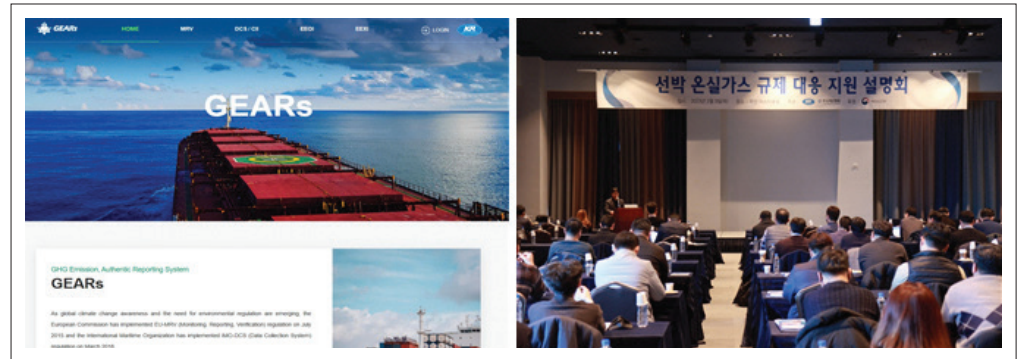 GEARs
HOME
MRV
DCS / CII
EEDI
EEXI
LOGIN
KR
GEARs
GHG Emission, Authentic Reporting System
GEARs
As global climate change awareness and the need for environmental regulation are emerging, the
European Commission has implemented EU-MRV (Monitoring, Reporting, Verification) regulation on July
2015 and the International Maritime Organization has implemented IMO-DCS (Data Collection System)
regulation on March 2018.
선박 온실가스 규제 대응 지원 설명회